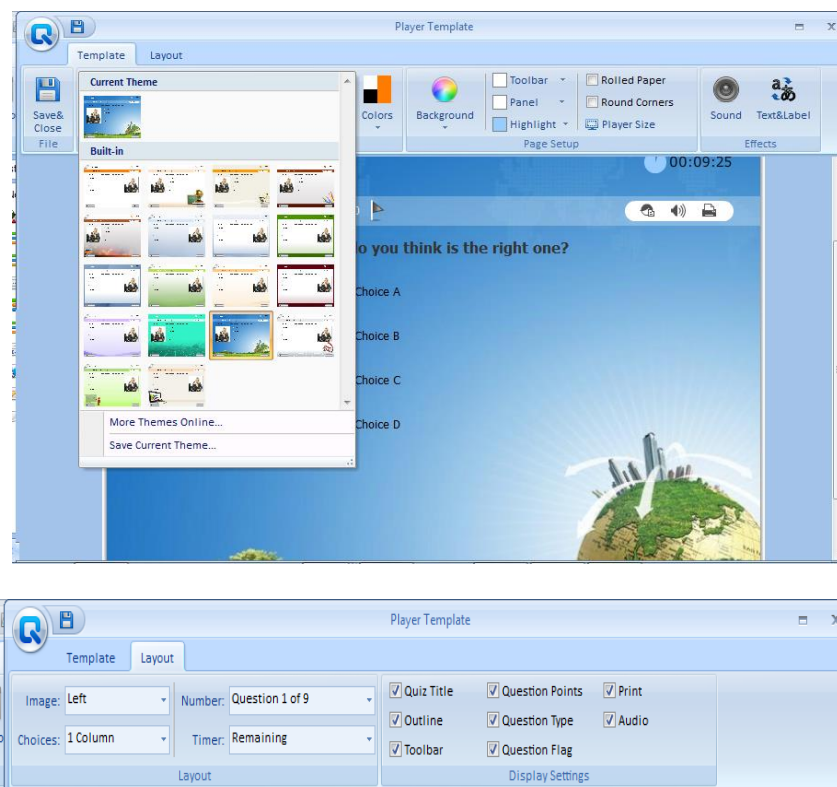 Player Template
Template Layout
Current Theme
Built-in
More Themes Online...
Save Current Theme...
Save&
Close
File
Colors
Background
Toolbar
Panel
Highlight
Rolled Paper
Round Corners
Player Size
Page Setup
Sound
Text&Label
Effects
00:09:25
o you think is the right one?
Choice A
Choice B
Choice C
Choice D
Player Template
Template Layout
Image: Left
Number: Question 1 of 9
Choices: 1 Column
Timer: Remaining
Layout
Quiz Title
Question Points
Print
Outline
Question Type
Audio
Toolbar
Question Flag
Display Settings